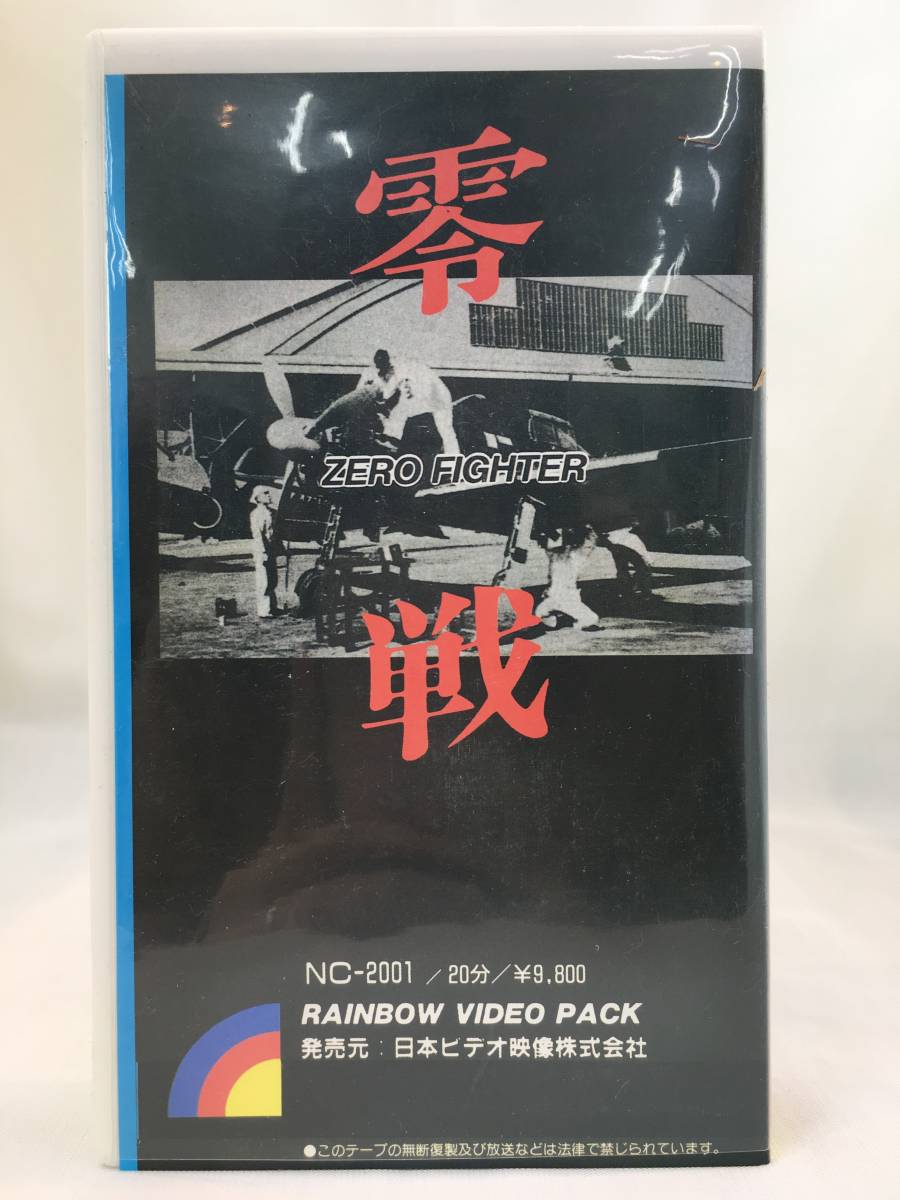 零
ZERO FIGHTER
戦
NC-2001 / 20分/¥9,800
RAINBOW VIDEO PACK
発売元:日本ビデオ映像株式会社
●このテープの無断復製及び放送などは法律で禁じられています。